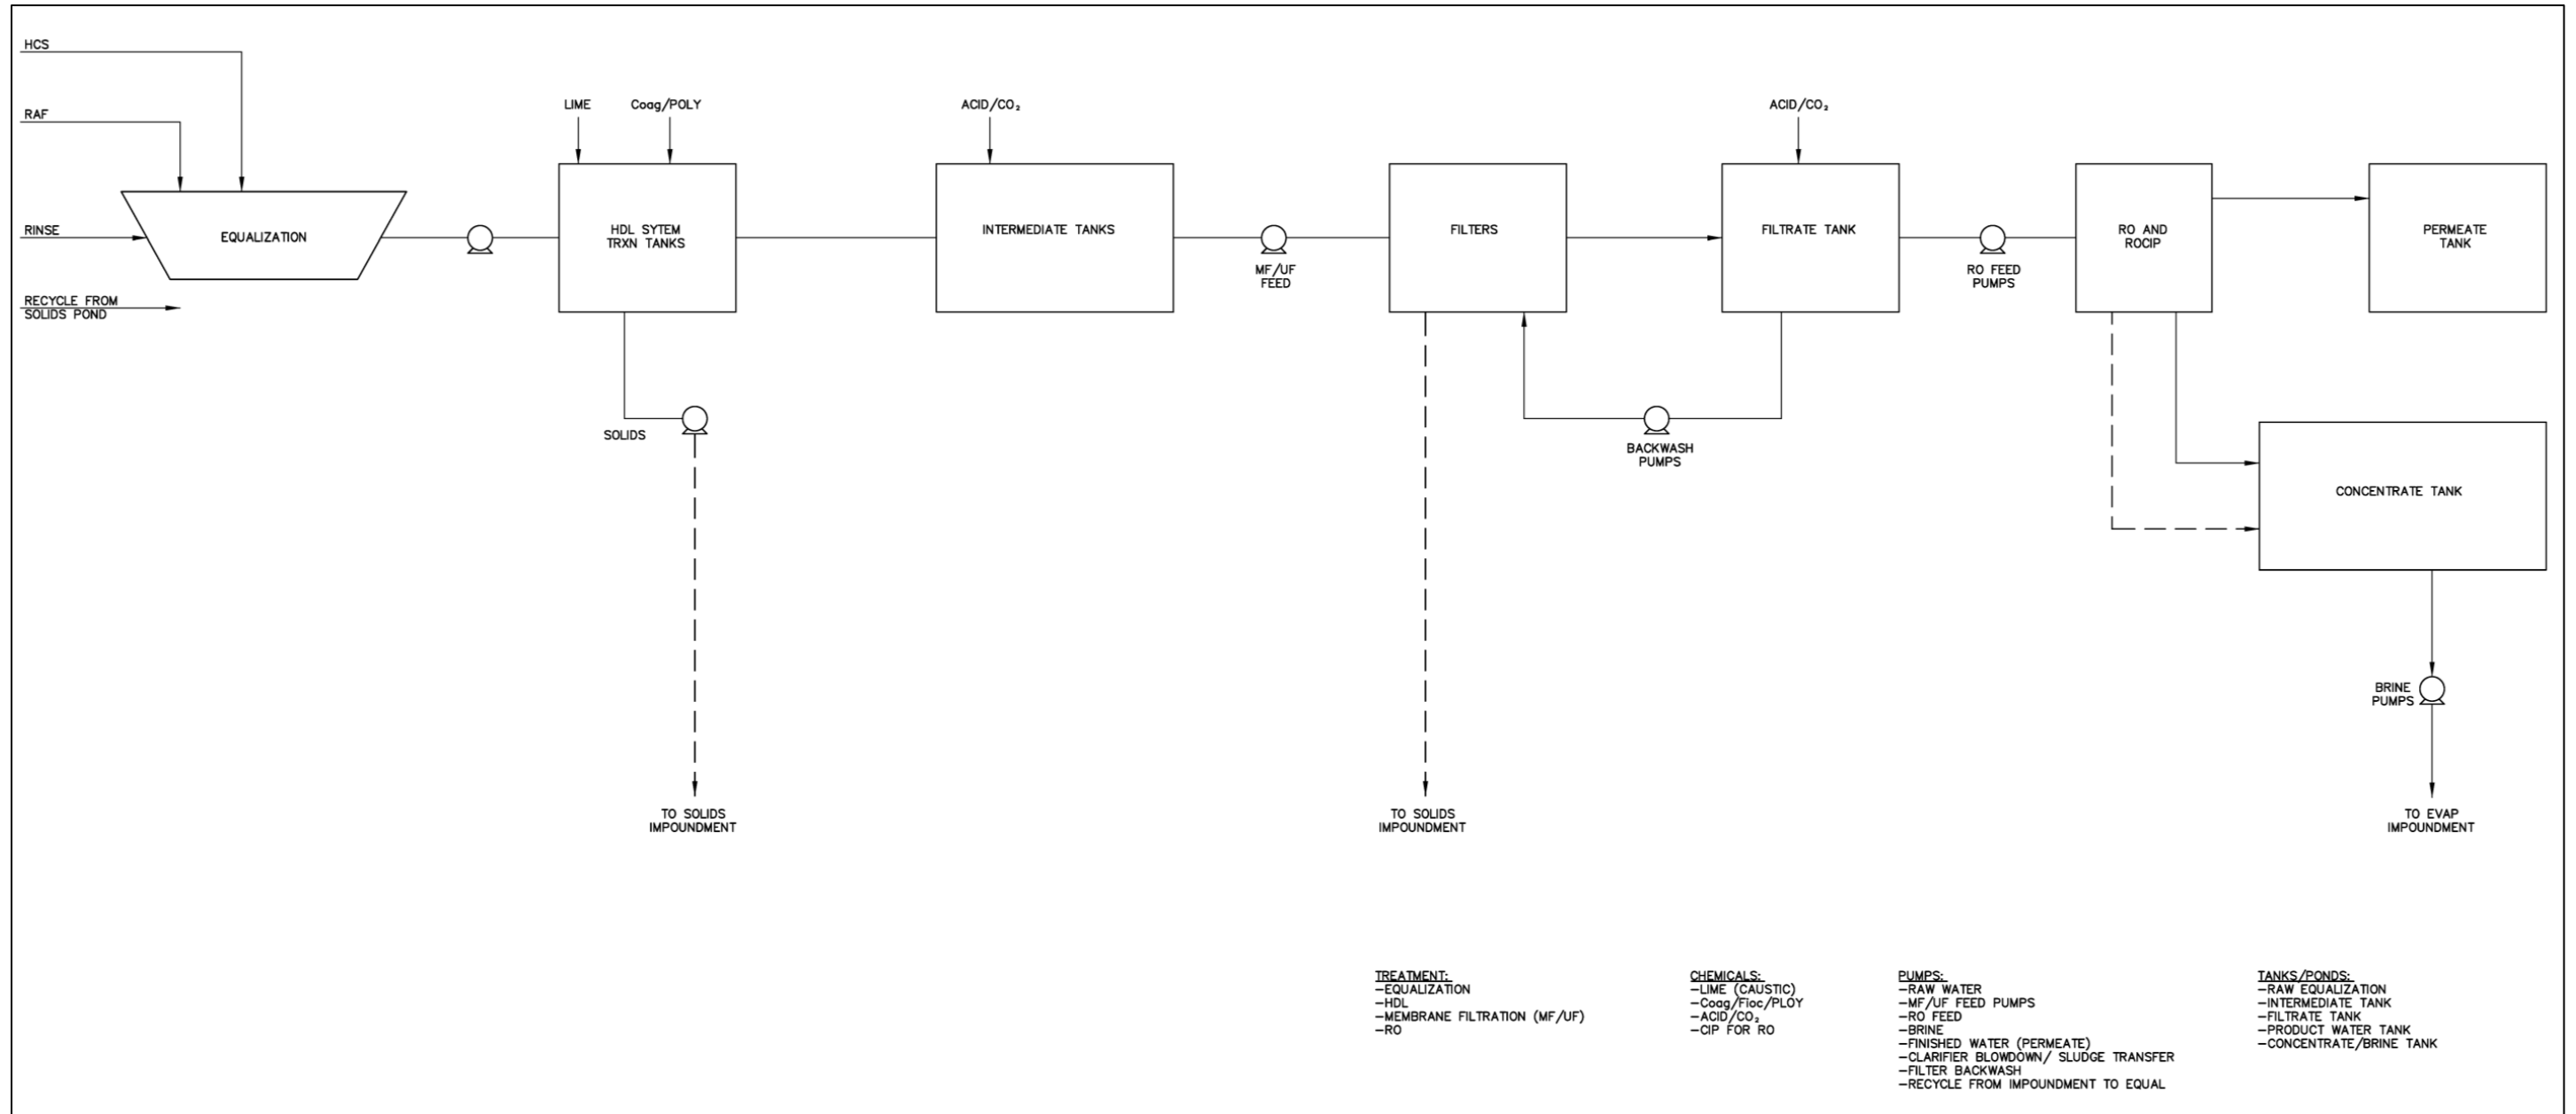 HCS
RAF
RINSE
RECYCLE FROM
SOLIDS POND
EQUALIZATION
LIME
Coag/POLY
HDL SYTEM
TRXN TANKS
SOLIDS
TO SOLIDS
IMPOUNDMENT
ACID/CO₂
INTERMEDIATE TANKS
MF/UF
FEED
FILTERS
TO SOLIDS
IMPOUNDMENT
BACKWASH
PUMPS
ACID/CO₂
FILTRATE TANK
RO FEED
PUMPS
RO AND
ROCIP
PERMEATE
TANK
CONCENTRATE TANK
BRINE
PUMPS
TO EVAP
IMPOUNDMENT
TREATMENT:
-EQUALIZATION
-HDL
-MEMBRANE FILTRATION (MF/UF)
-RO
CHEMICALS:
-LIME (CAUSTIC)
-Coag/Floc/PLOY
-ACID/CO₂
-CIP FOR RO
PUMPS:
-RAW WATER
-MF/UF FEED PUMPS
-RO FEED
-BRINE
-FINISHED WATER (PERMEATE)
-CLARIFIER BLOWDOWN/ SLUDGE TRANSFER
-FILTER BACKWASH
-RECYCLE FROM IMPOUNDMENT TO EQUAL
TANKS/PONDS:
-RAW EQUALIZATION
-INTERMEDIATE TANK
-FILTRATE TANK
-PRODUCT WATER TANK
-CONCENTRATE/BRINE TANK